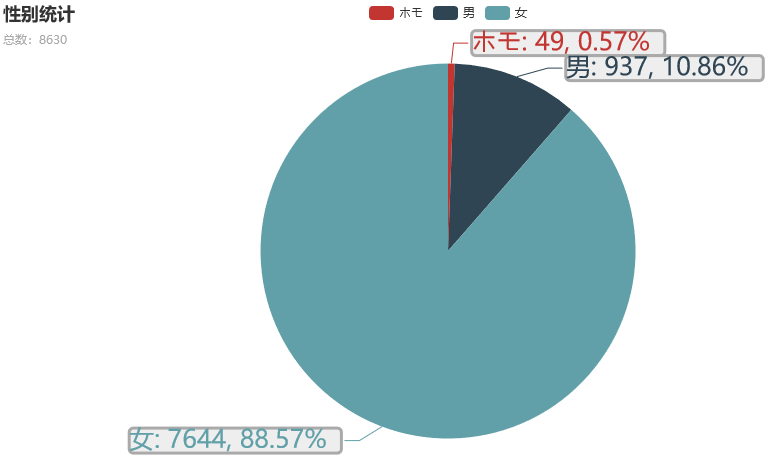 性别统计
总数：8630
ホモ 男 女
ホモ: 49, 0.57%
男: 937, 10.86%
女: 7644, 88.57%